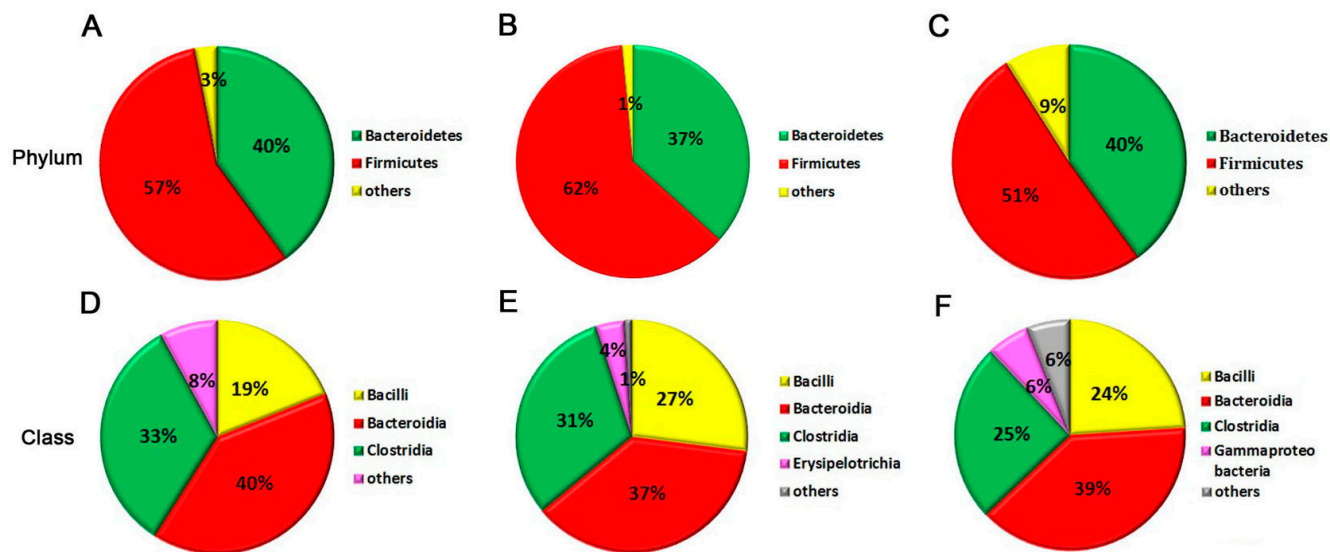 A
B
C
Phylum
3%
40%
57%
Bacteroidetes
Firmicutes
others
1%
37%
62%
Bacteroidetes
Firmicutes
others
9%
40%
51%
Bacteroidetes
Firmicutes
others
D
E
F
Class
8%
19%
33%
40%
Bacilli
Bacteroidia
Clostridia
others
4%
1%
27%
31%
37%
Bacilli
Bacteroidia
Clostridia
Erysipelotrichia
others
6%
6%
24%
25%
39%
Bacilli
Bacteroidia
Clostridia
Gammaproteo
bacteria
others